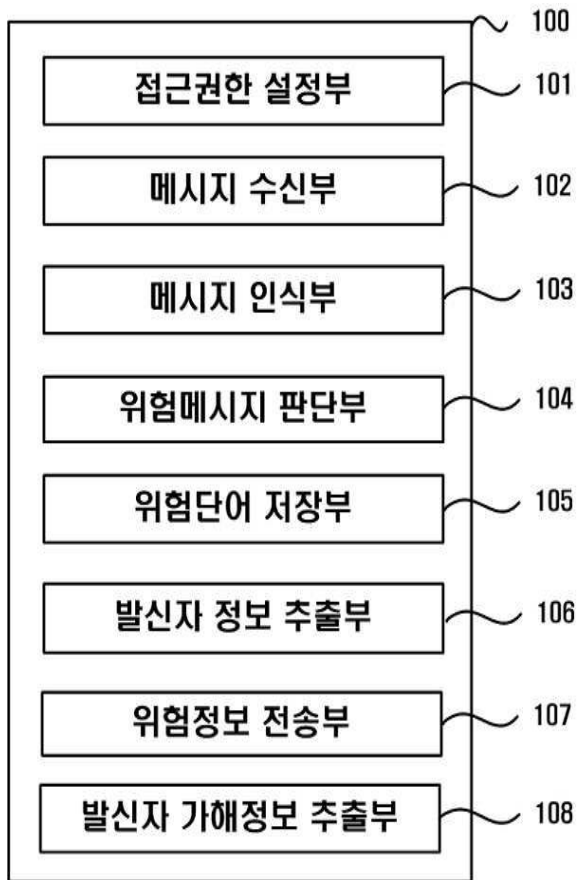 100
접근권한 설정부 101
메시지 수신부 102
메시지 인식부 103
위험메시지 판단부 104
위험단어 저장부 105
발신자 정보 추출부 106
위험정보 전송부 107
발신자 가해정보 추출부 108